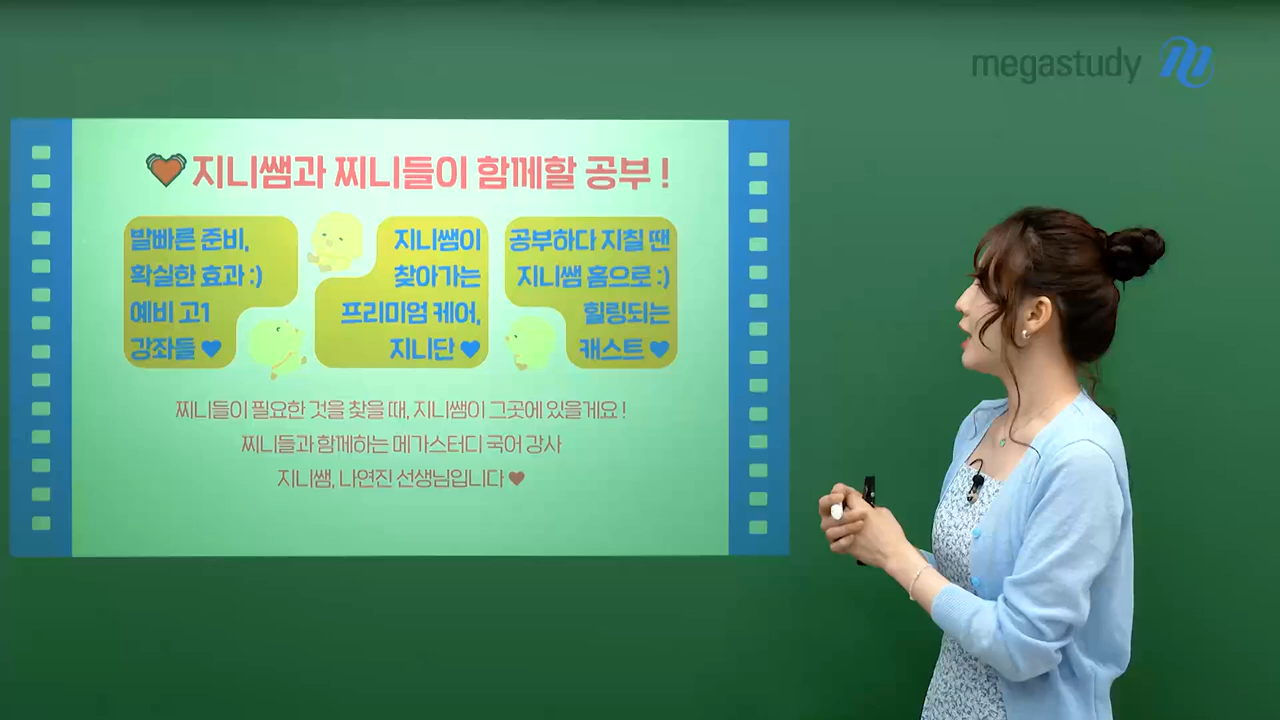 megastudy
지니쌤과 찌니들이 함께할 공부 !
발빠른 준비,
확실한 효과 :)
예비 고1
강좌들 ♥
지니쌤이
찾아가는
프리미엄 케어,
지니단 ♥
공부하다 지칠 땐
지니쌤 홈으로 :)
힐링되는
캐스트 ♥
찌니들이 필요한 것을 찾을 때, 지니쌤이 그곳에 있을게요 !
찌니들과 함께하는 메가스터디 국어 강사
지니쌤, 나연진 선생님입니다 ♥